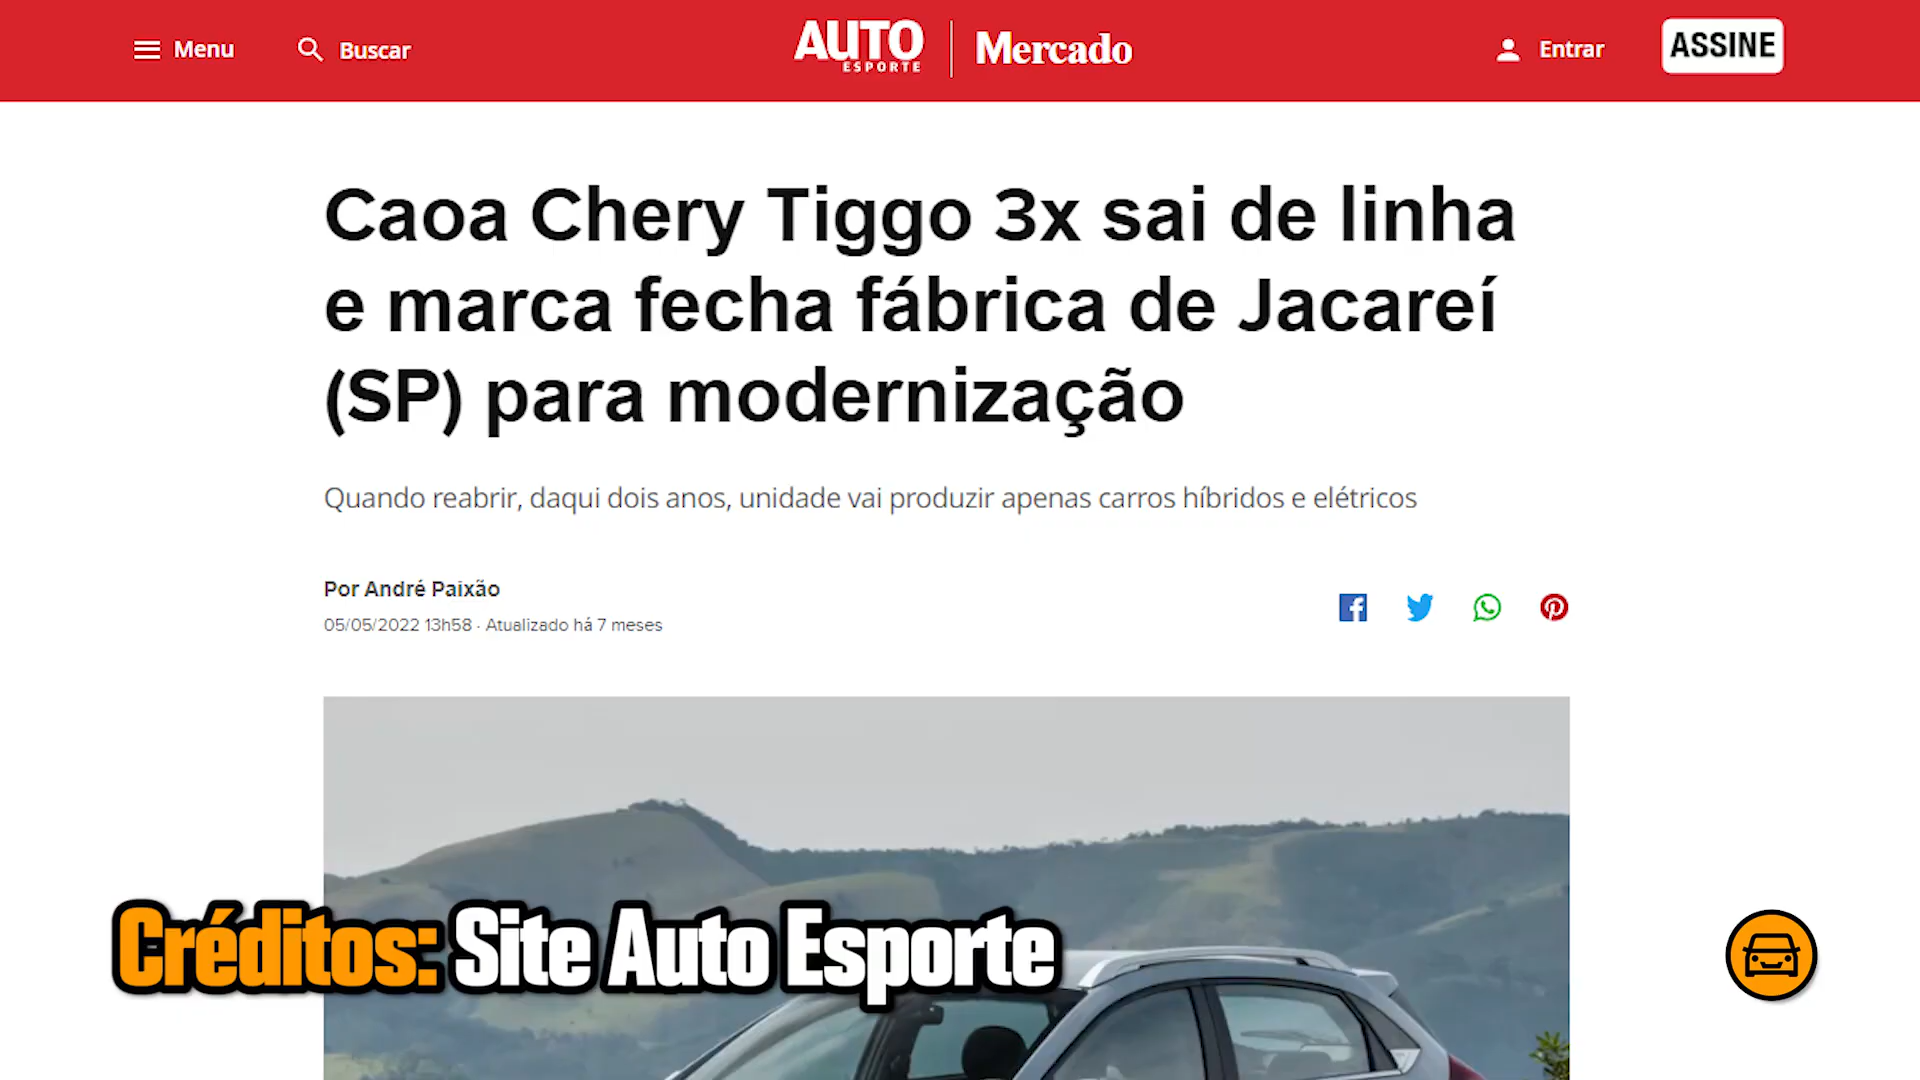 Menu
Buscar
AUTO
ESPORTE
Mercado
Entrar
ASSINE
Caoa Chery Tiggo 3x sai de linha
e marca fecha fábrica de Jacareí
(SP) para modernização
Quando reabrir, daqui dois anos, unidade vai produzir apenas carros híbridos e elétricos
Por André Paixão
05/05/2022 13h58 · Atualizado há 7 meses
Créditos: Site Auto Esporte